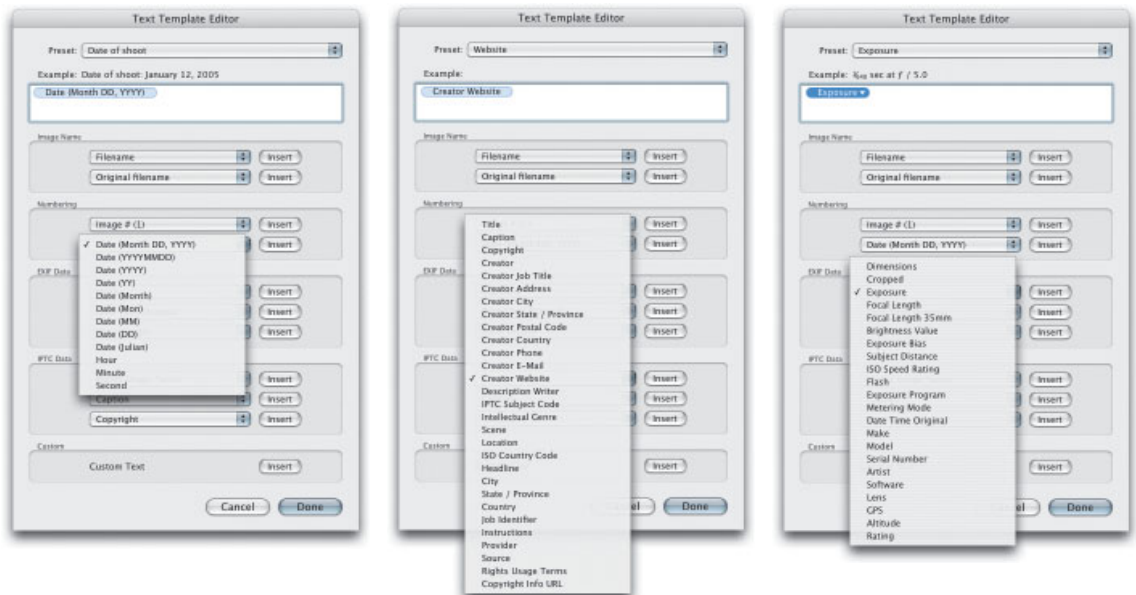 Text Template Editor
Preset: Date of shoot
Example: Date of shoot: January 12, 2005
Date (Month DD, YYYY)
Image Name
Filename Insert
Original filename Insert
Numbering
Image # (1) Insert
✓ Date (Month DD, YYYY) Insert
Date (YYYYMMDD)
Date (YYYY)
Date (YY)
Date (Month)
Date (Mon)
Date (MM)
Date (DD)
Date (Julian)
Hour
Minute
Second
EXIF Data
Insert
Insert
Insert
IPTC Data
Insert
Caption Insert
Copyright Insert
Custom
Custom Text Insert
Cancel Done
Text Template Editor
Preset: Website
Example:
Creator Website
Image Name
Filename Insert
Original filename Insert
Numbering
Insert
Insert
Title
Caption
Copyright
Creator
Creator Job Title
Creator Address
Creator City
Creator State / Province
Creator Postal Code
Creator Country
Creator Phone
Creator E-Mail
✓ Creator Website
Description Writer
IPTC Subject Code
Intellectual Genre
Scene
Location
ISO Country Code
Headline
City
State / Province
Country
Job Identifier
Instructions
Provider
Source
Rights Usage Terms
Copyright Info URL
EXIF Data
Insert
Insert
Insert
IPTC Data
Insert
Insert
Insert
Custom
Insert
el Done
Text Template Editor
Preset: Exposure
Example: sec at f / 5.0
Exposure
Image Name
Filename Insert
Original filename Insert
Numbering
Image # (1) Insert
Date (Month DD, YYYY) Insert
EXIF Data
Dimensions
Cropped
✓ Exposure
Focal Length
Focal Length 35mm
Brightness Value
Exposure Bias
Subject Distance
ISO Speed Rating
Flash
Exposure Program
Metering Mode
Date Time Original
Make
Model
Serial Number
Artist
Software
Lens
GPS
Altitude
Rating
Insert
Insert
Insert
IPTC Data
Insert
Insert
Insert
Custom
Insert
el Done